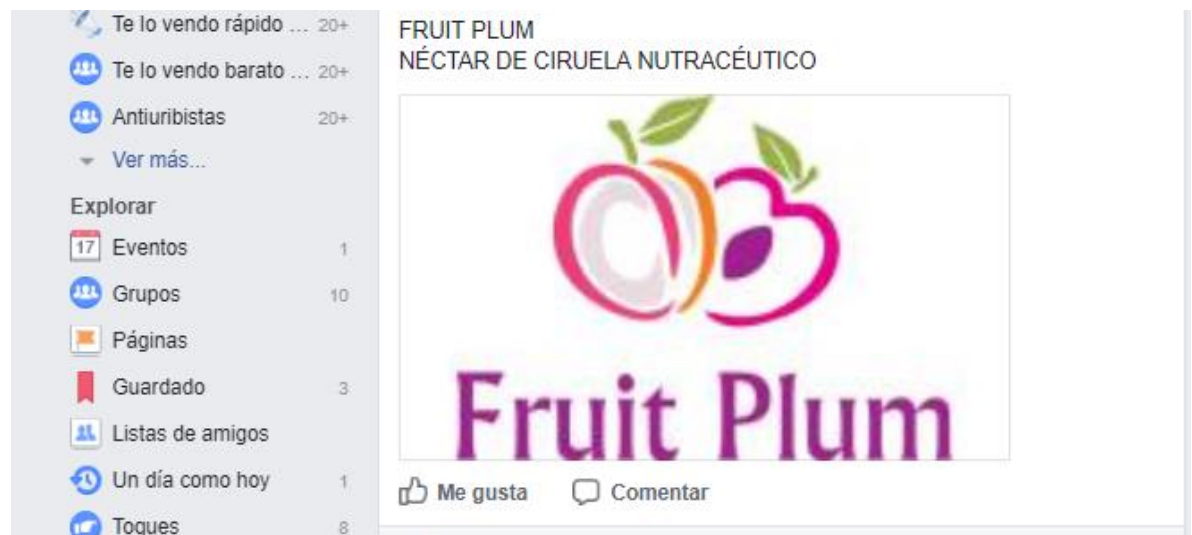 Te lo vendo rápido ... 20+
Te lo vendo barato ... 20+
Antiuribistas 20+
Ver más...
Explorar
17 Eventos 1
Grupos 10
Páginas
Guardado 3
Listas de amigos
Un día como hoy 1
Toques 8
FRUIT PLUM
NÉCTAR DE CIRUELA NUTRACÉUTICO
Fruit Plum
Me gusta Comentar